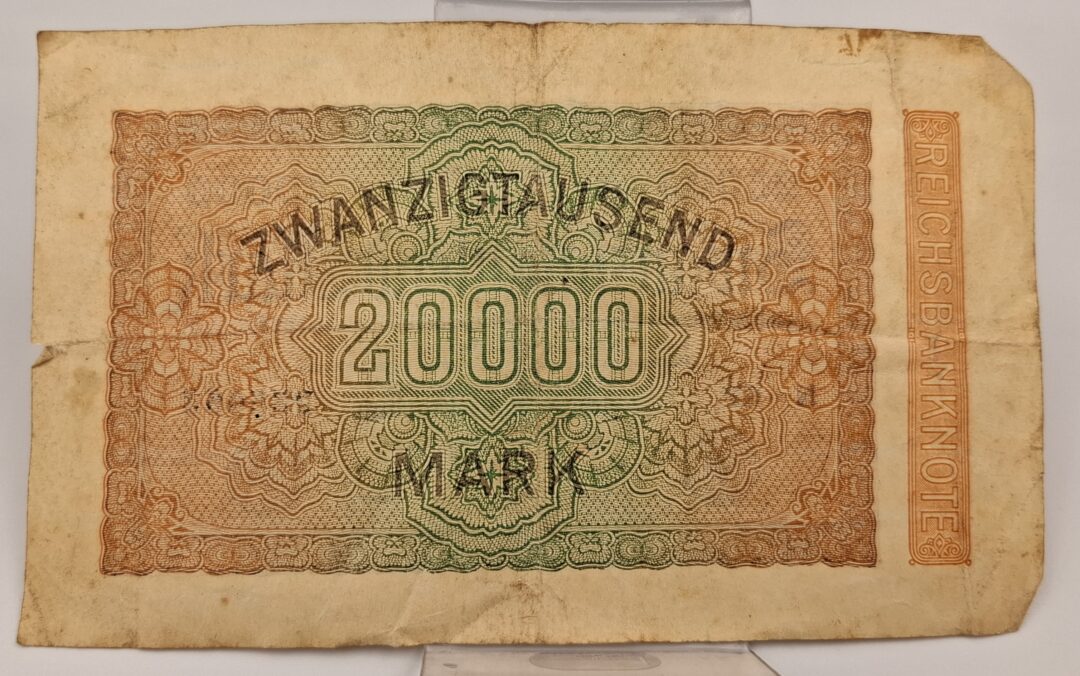 ZWANZIGTAUSEND
20000
MARK
REICHSBANKNOTE